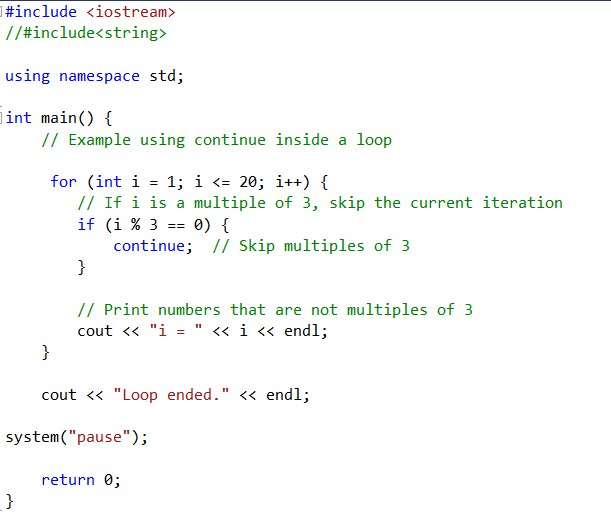 #include <iostream>
//#include<string>
using namespace std;
int main() {
// Example using continue inside a loop
for (int i = 1; i <= 20; i++) {
// If i is a multiple of 3, skip the current iteration
if (i % 3 == 0) {
continue;  // Skip multiples of 3
}
// Print numbers that are not multiples of 3
cout << "i = " << i << endl;
}
cout << "Loop ended." << endl;
system("pause");
return 0;
}